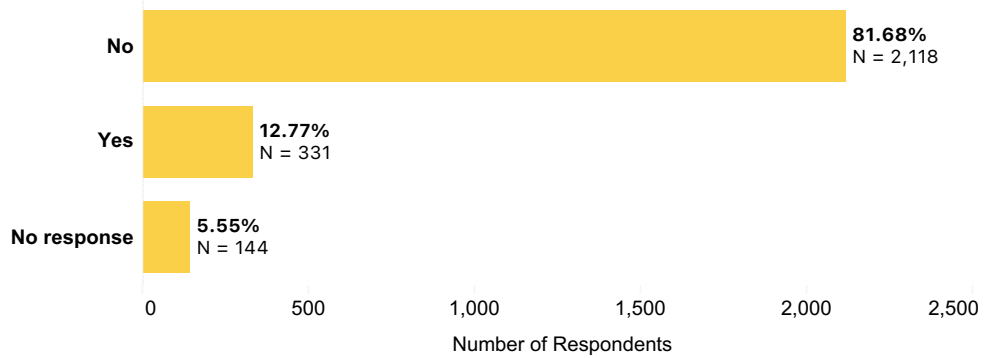 No
81.68%
N = 2,118
Yes
12.77%
N = 331
No response
5.55%
N = 144
0
500
1,000
1,500
2,000
2,500
Number of Respondents